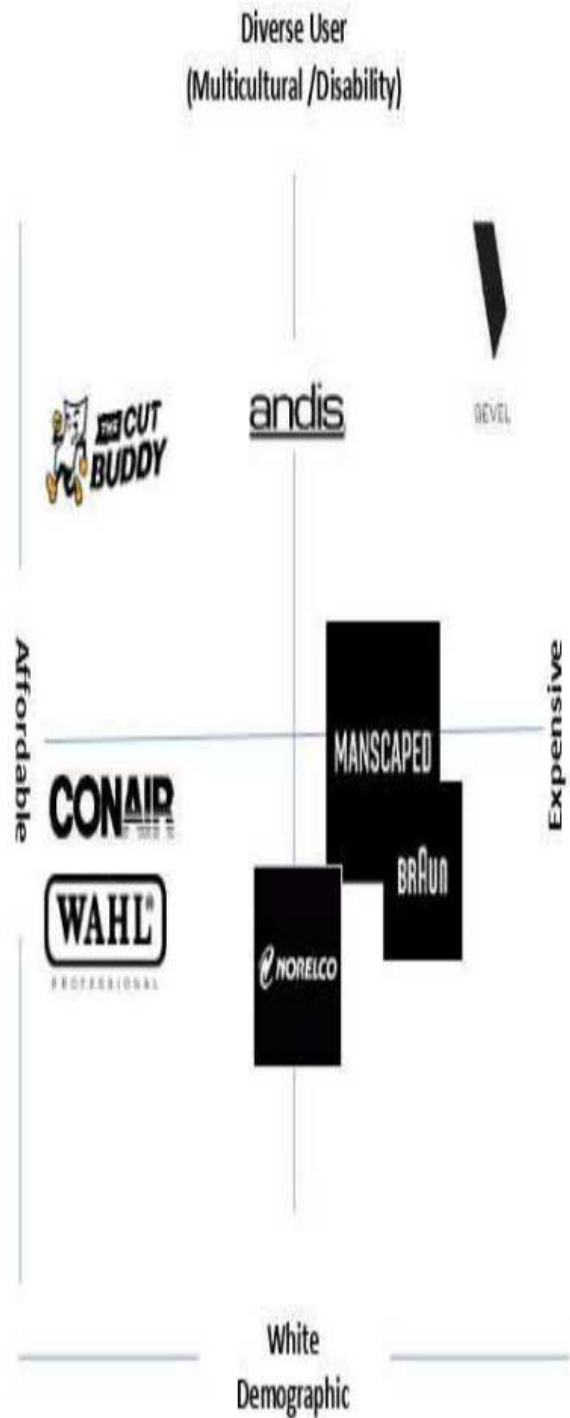 Diverse User
(Multicultural /Disability)
BEVEL
andis
THE CUT
BUDDY
Affordable
Expensive
MANSCAPED
CONAIR
BRAUN
WAHL®
PROFESSIONAL
NORELCO
White
Demographic